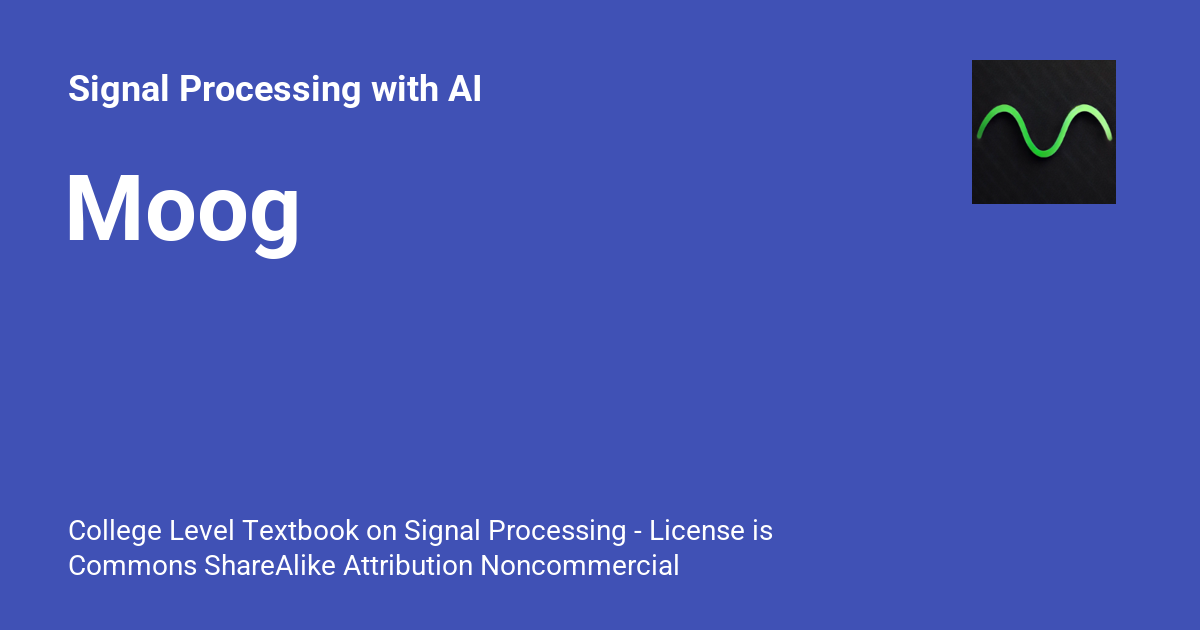 Signal Processing with AI
Moog
College Level Textbook on Signal Processing - License is
Commons ShareAlike Attribution Noncommercial